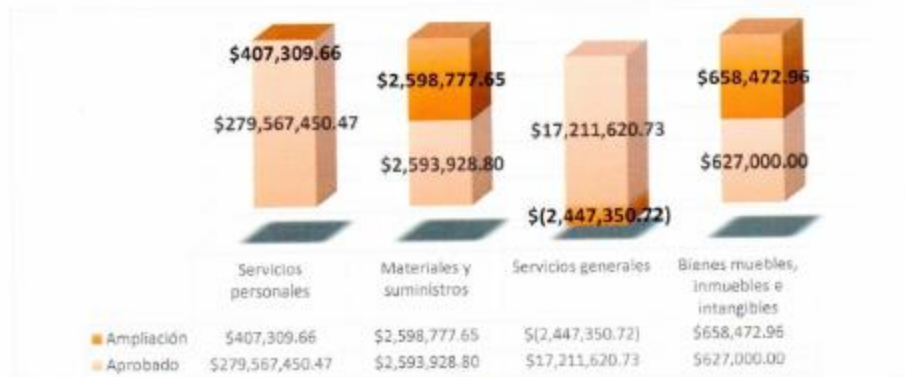 $407,309.66
$2,598,777.65
$658,472.96
$279,567,450.47
$17,211,620.73
$2,593,928.80
$627,000.00
$(2,447,350.72)
Servicios personales
Materiales y suministros
Servicios generales
Bienes muebles, inmuebles e intangibles
Ampliación $407,309.66 $2,598,777.65 $(2,447,350.72) $658,472.96
Aprobado $279,567,450.47 $2,593,928.80 $17,211,620.73 $627,000.00